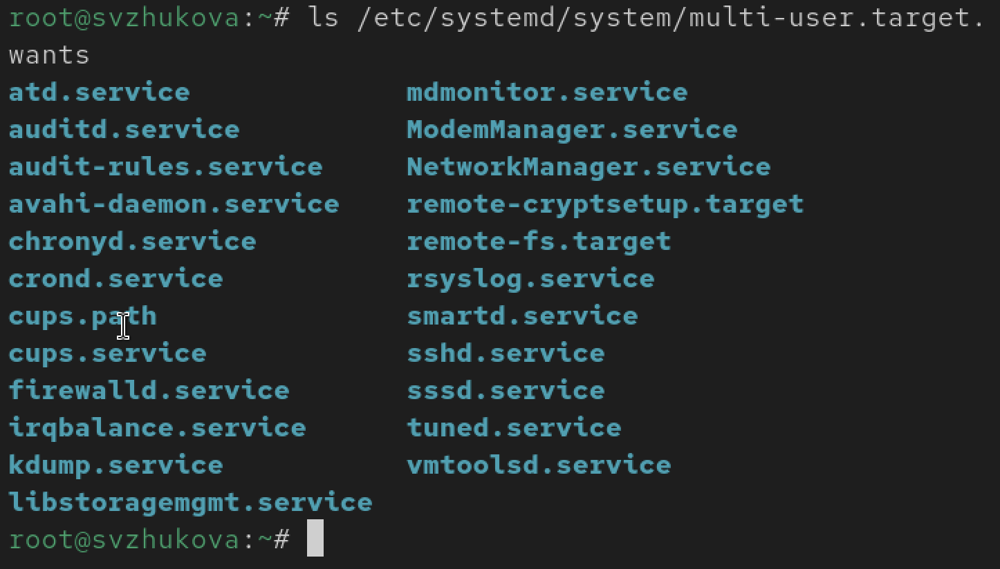 root@svzhukova:~# ls /etc/systemd/system/multi-user.target.
wants
atd.service mdmonitor.service
auditd.service ModemManager.service
audit-rules.service NetworkManager.service
avahi-daemon.service remote-cryptsetup.target
chronyd.service remote-fs.target
crond.service rsyslog.service
cups.path smartd.service
cups.service sshd.service
firewalld.service sssd.service
irqbalance.service tuned.service
kdump.service vmtoolsd.service
libstoragemgmt.service
root@svzhukova:~#